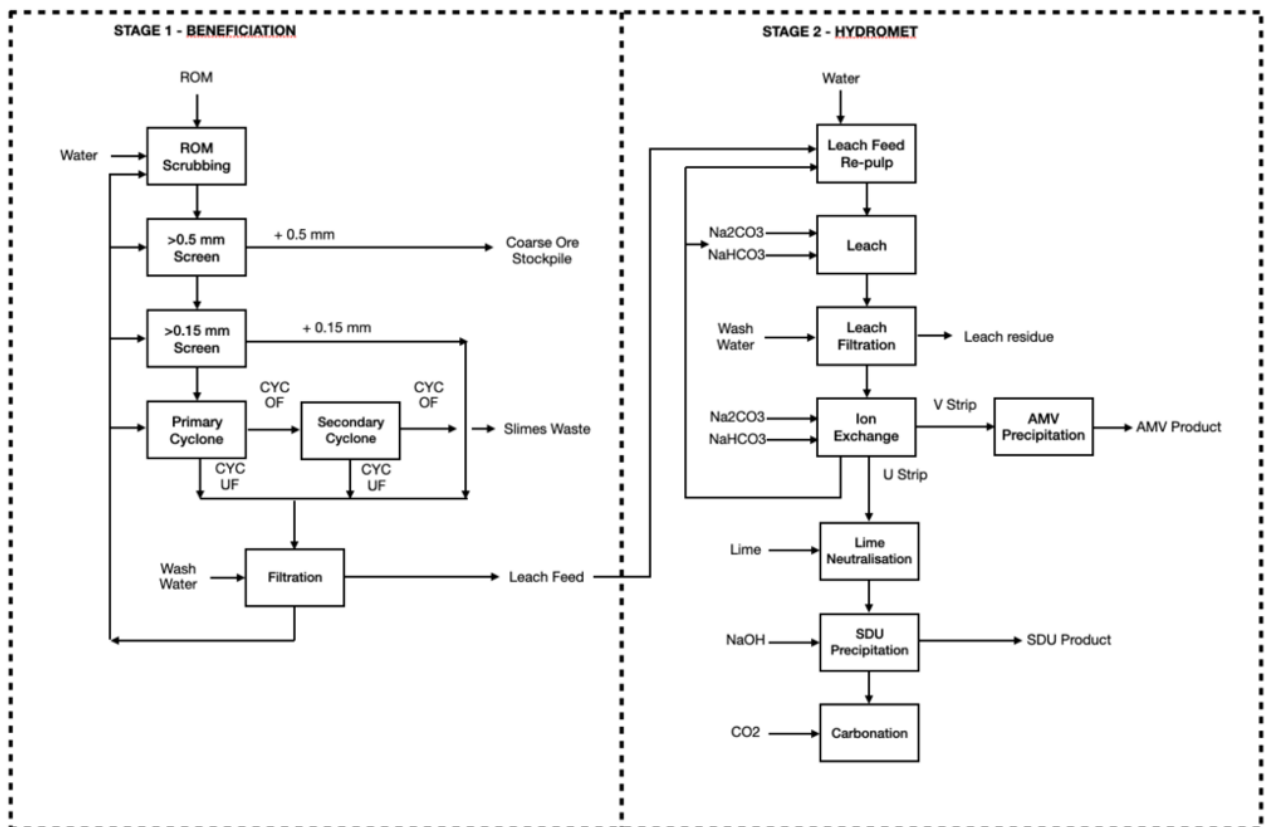 STAGE 1 - BENEFICIATION
ROM
Water
ROM
Scrubbing
>0.5 mm
Screen
+ 0.5 mm
Coarse Ore
Stockpile
>0.15 mm
Screen
+ 0.15 mm
Primary
Cyclone
CYC
OF
Secondary
Cyclone
CYC
OF
Slimes Waste
CYC
UF
CYC
UF
Wash
Water
Filtration
Leach Feed
STAGE 2 - HYDROMET
Water
Leach Feed
Re-pulp
Na2CO3
NaHCO3
Leach
Wash
Water
Leach
Filtration
Leach residue
Na2CO3
NaHCO3
Ion
Exchange
V Strip
AMV
Precipitation
AMV Product
U Strip
Lime
Lime
Neutralisation
NaOH
SDU
Precipitation
SDU Product
CO2
Carbonation